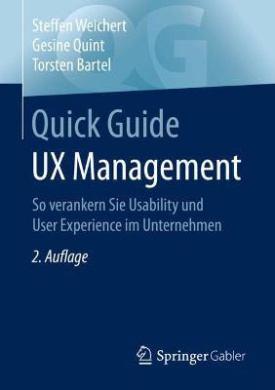 Steffen Weichert
Gesine Quint
Torsten Bartel
QG
Quick Guide
UX Management
So verankern Sie Usability und
User Experience im Unternehmen
2. Auflage
Springer Gabler